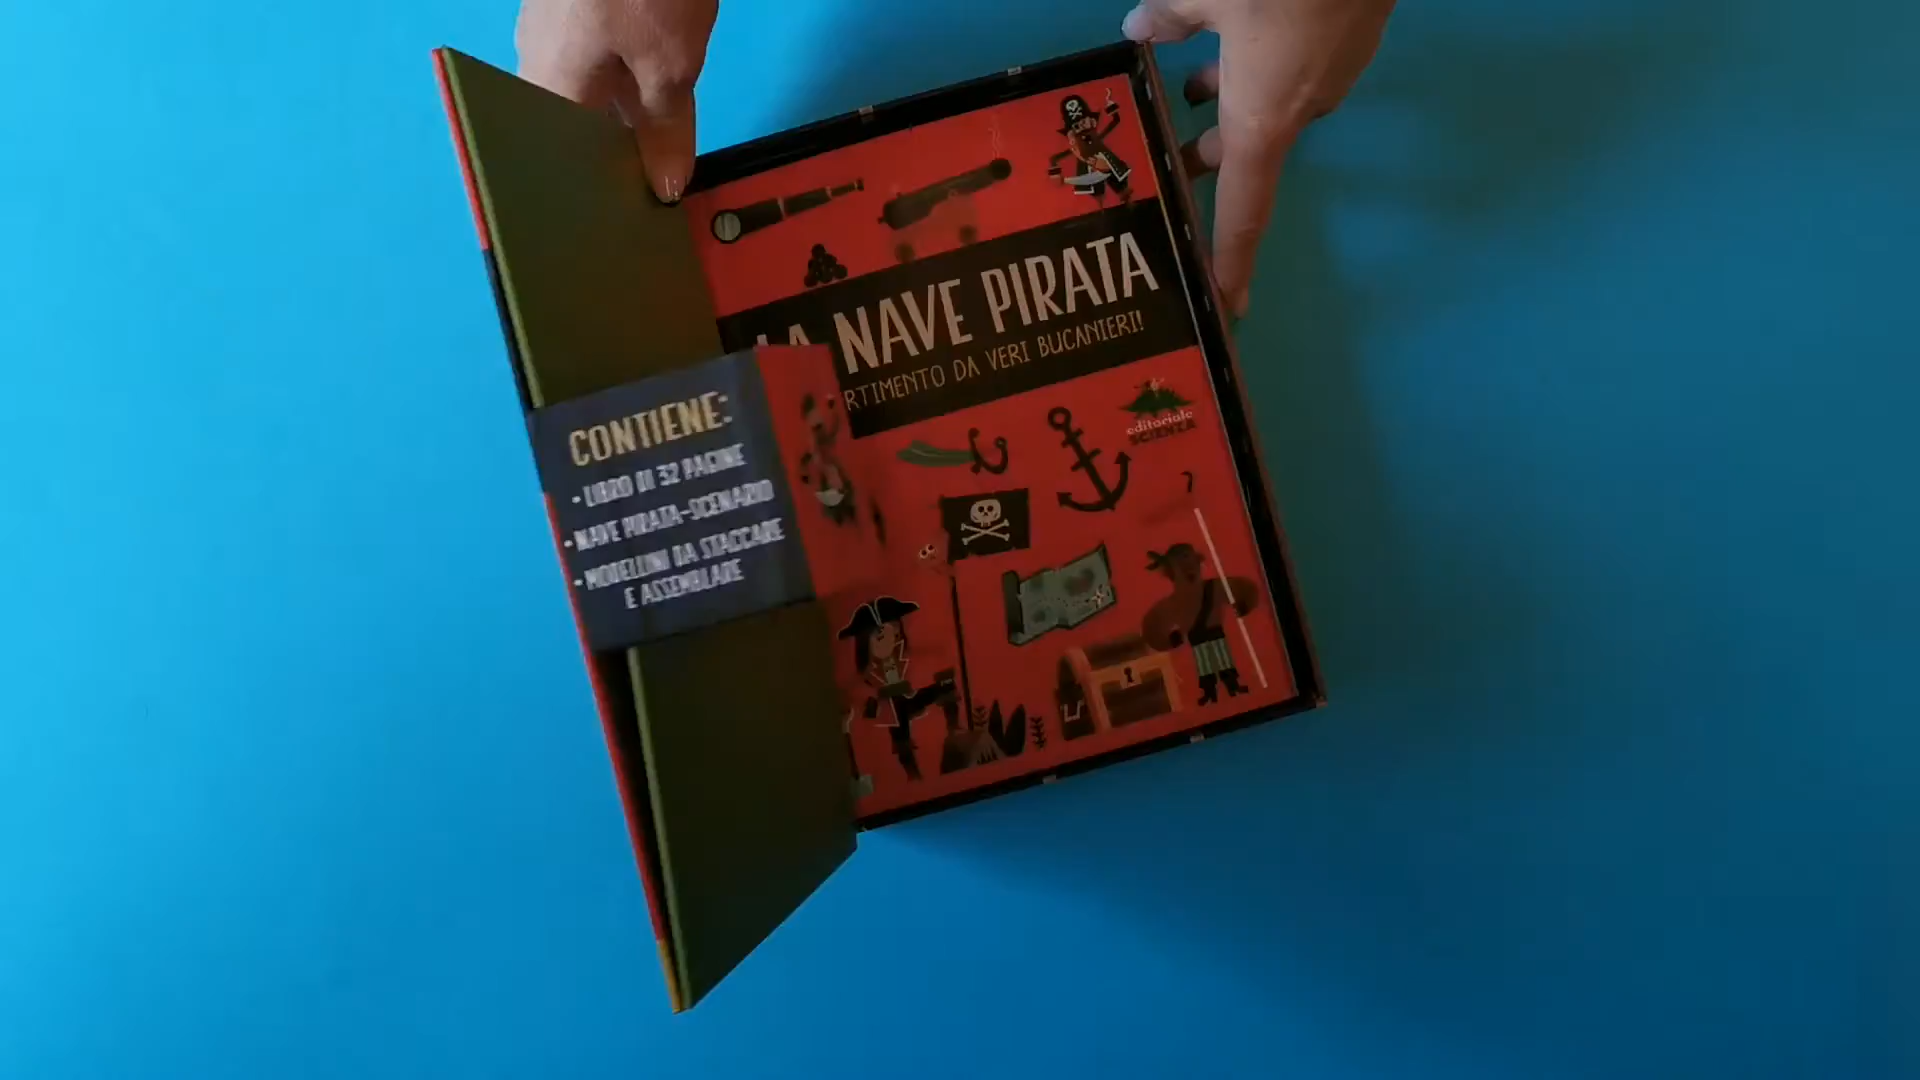 LA NAVE PIRATA
RTIMENTO DA VERI BUCANIERI!
editoriale
SCIENZA
CONTIENE:
• LIBRO DI 32 PAGINE
• NAVE PIRATA-SCENARIO
• MODELLINI DA STACCARE
E ASSEMBLARE